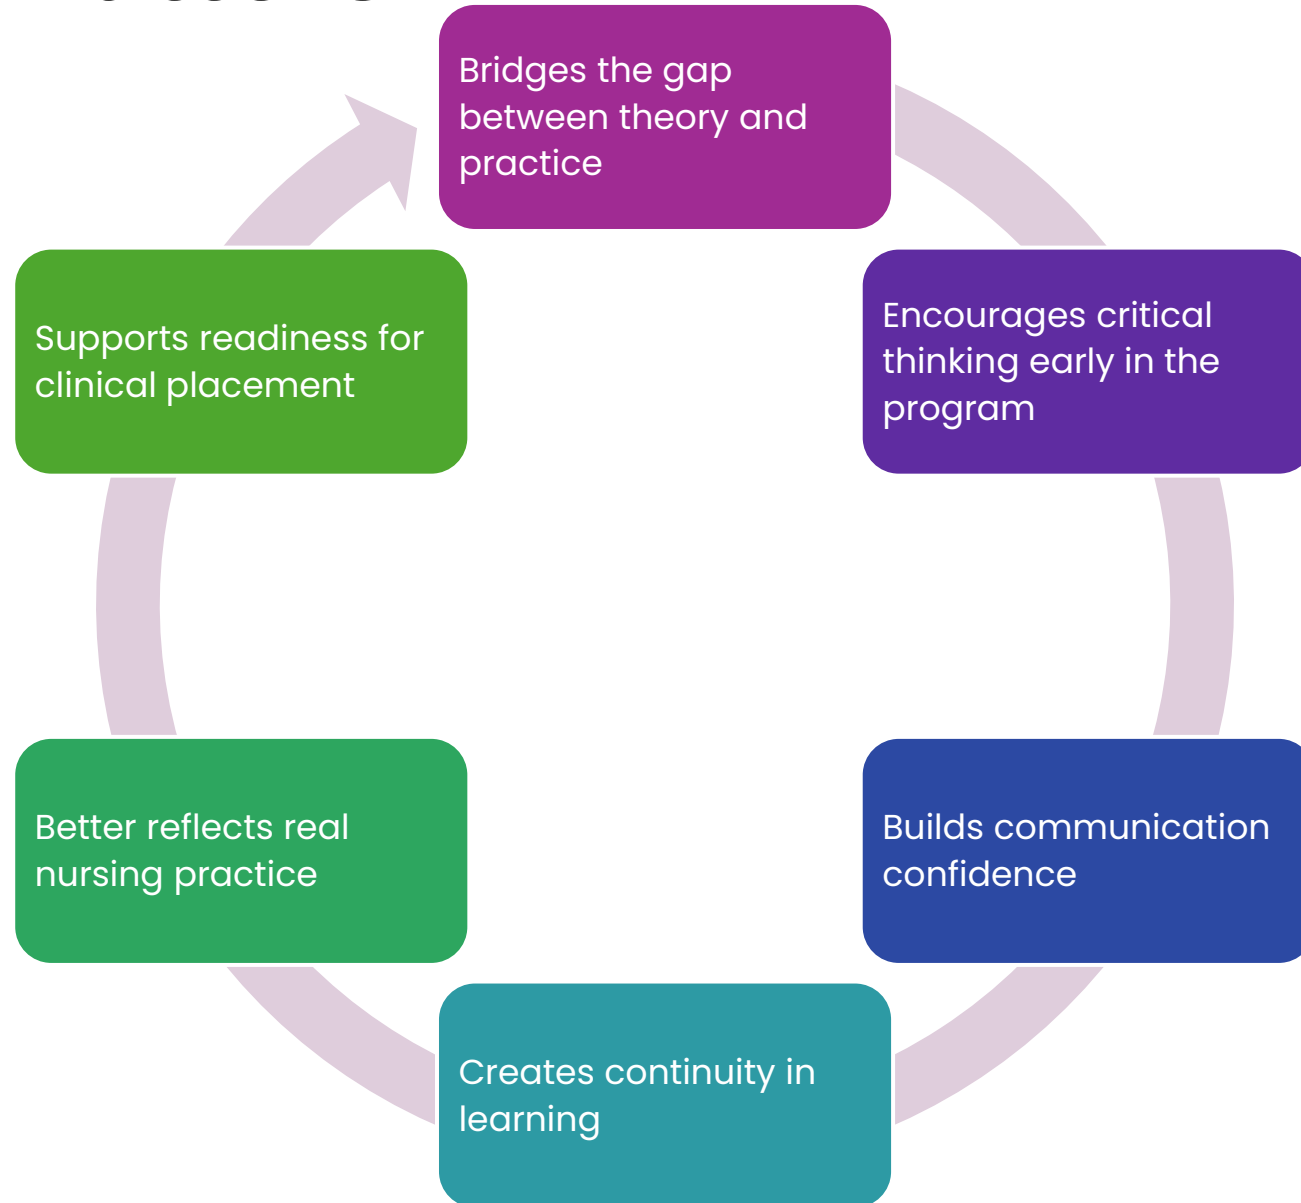 Bridges the gap
between theory and
practice
Encourages critical
thinking early in the
program
Builds communication
confidence
Creates continuity in
learning
Better reflects real
nursing practice
Supports readiness for
clinical placement